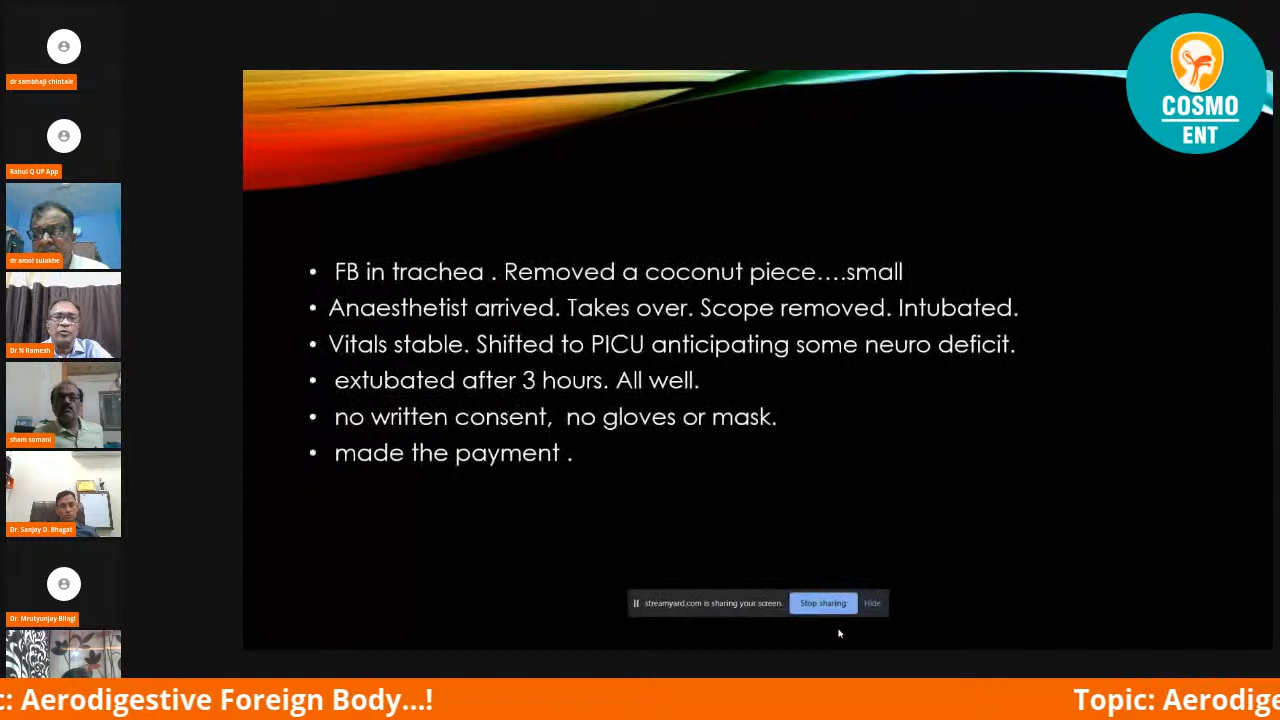 dr sambhaji chintale
Rahul Q UP App
dr amol sulakhe
Dr N Ramesh
sham somani
Dr. Sanjay D. Bhagat
Dr. Mrutyunjay Bilagi
COSMO
ENT
• FB in trachea . Removed a coconut piece....small
• Anaesthetist arrived. Takes over. Scope removed. Intubated.
• Vitals stable. Shifted to PICU anticipating some neuro deficit.
• extubated after 3 hours. All well.
• no written consent, no gloves or mask.
• made the payment .
streamyard.com is sharing your screen. Stop sharing Hide
c: Aerodigestive Foreign Body...! Topic: Aerodige